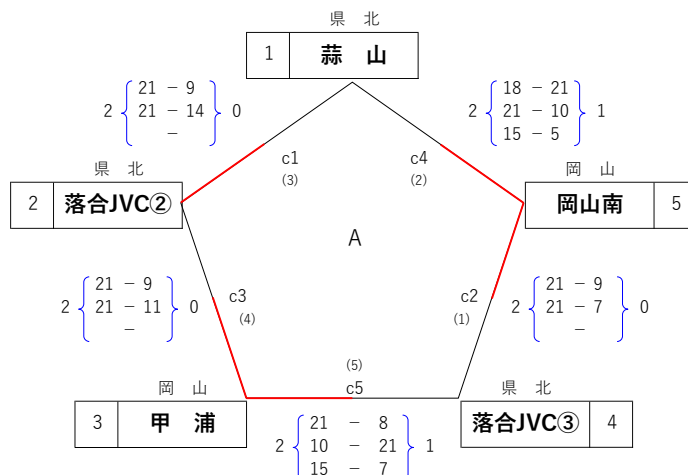 県 北
1 蒜 山
21 - 9
2 21 - 14 0
-
18 - 21
2 21 - 10 1
15 - 5
県 北
c1
(3)
c4
(2)
岡 山
2 落合JVC②
岡山南 5
A
21 - 9
2 21 - 11 0
-
c3
(4)
c2
(1)
21 - 9
2 21 - 7 0
-
(5)
岡 山
c5
県 北
3 甲 浦
落合JVC③ 4
21 - 8
2 10 - 21 1
15 - 7